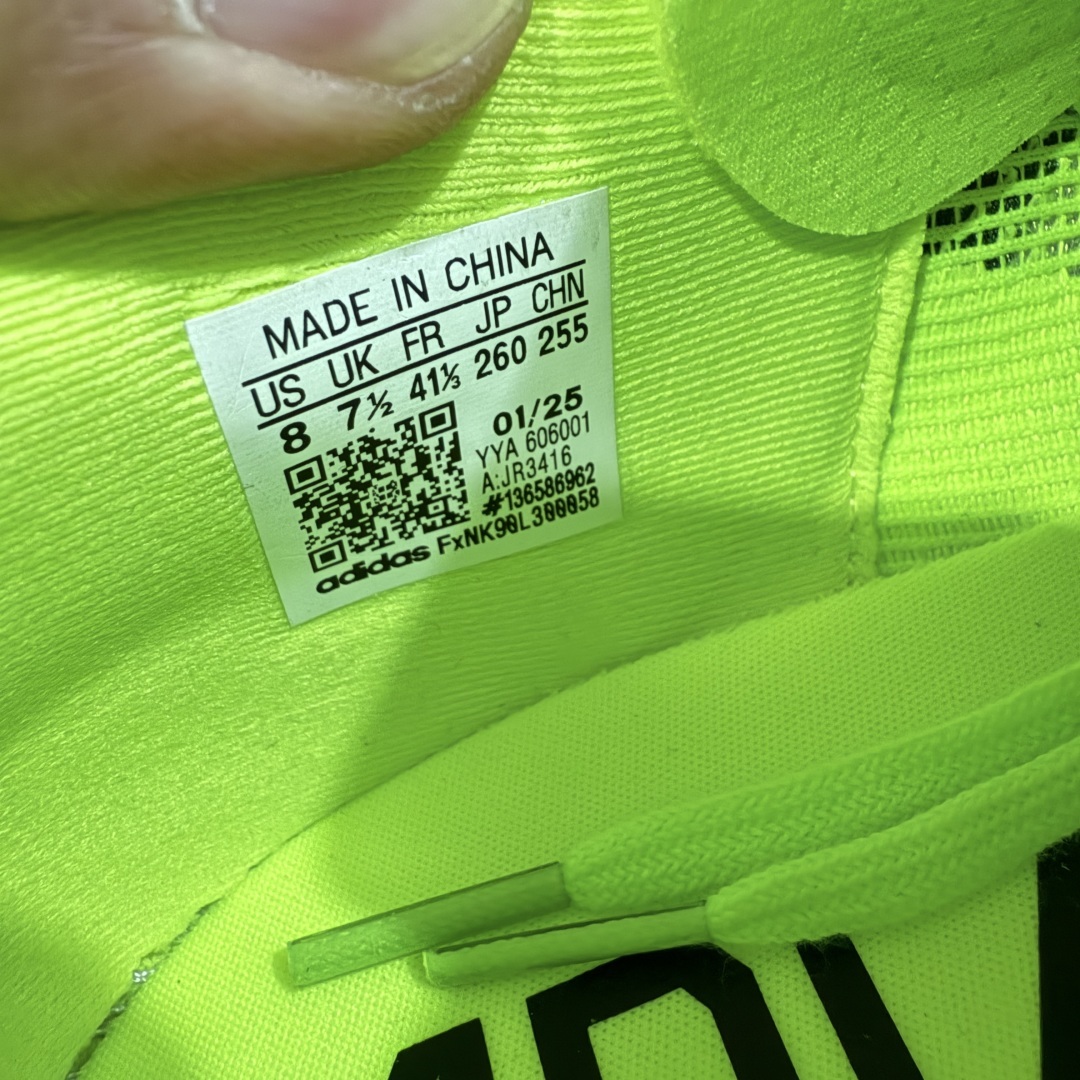 MADE IN CHINA
US UK FR JP CHN
8 7½ 41⅓ 260 255
01/25
YYA 606001
A:JR3416
#136586962
adidas FxNK90L300058